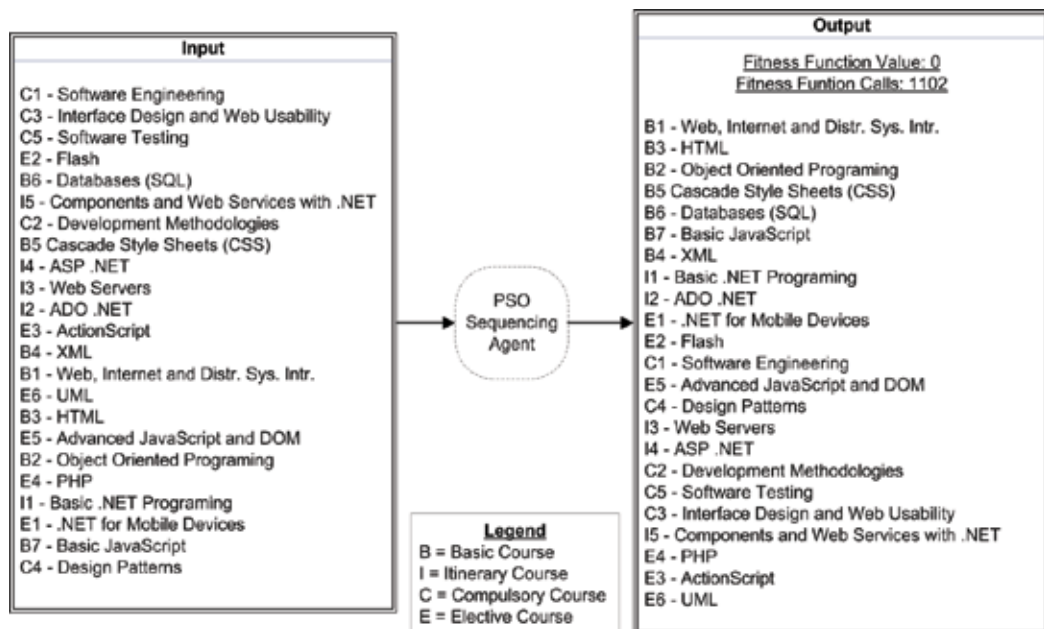 Input
C1 - Software Engineering
C3 - Interface Design and Web Usability
C5 - Software Testing
E2 - Flash
B6 - Databases (SQL)
I5 - Components and Web Services with .NET
C2 - Development Methodologies
B5 Cascade Style Sheets (CSS)
I4 - ASP .NET
I3 - Web Servers
I2 - ADO .NET
E3 - ActionScript
B4 - XML
B1 - Web, Internet and Distr. Sys. Intr.
E6 - UML
B3 - HTML
E5 - Advanced JavaScript and DOM
B2 - Object Oriented Programing
E4 - PHP
I1 - Basic .NET Programing
E1 - .NET for Mobile Devices
B7 - Basic JavaScript
C4 - Design Patterns
PSO
Sequencing
Agent
Legend
B = Basic Course
I = Itinerary Course
C = Compulsory Course
E = Elective Course
Output
Fitness Function Value: 0
Fitness Funtion Calls: 1102
B1 - Web, Internet and Distr. Sys. Intr.
B3 - HTML
B2 - Object Oriented Programing
B5 Cascade Style Sheets (CSS)
B6 - Databases (SQL)
B7 - Basic JavaScript
B4 - XML
I1 - Basic .NET Programing
I2 - ADO .NET
E1 - .NET for Mobile Devices
E2 - Flash
C1 - Software Engineering
E5 - Advanced JavaScript and DOM
C4 - Design Patterns
I3 - Web Servers
I4 - ASP .NET
C2 - Development Methodologies
C5 - Software Testing
C3 - Interface Design and Web Usability
I5 - Components and Web Services with .NET
E4 - PHP
E3 - ActionScript
E6 - UML